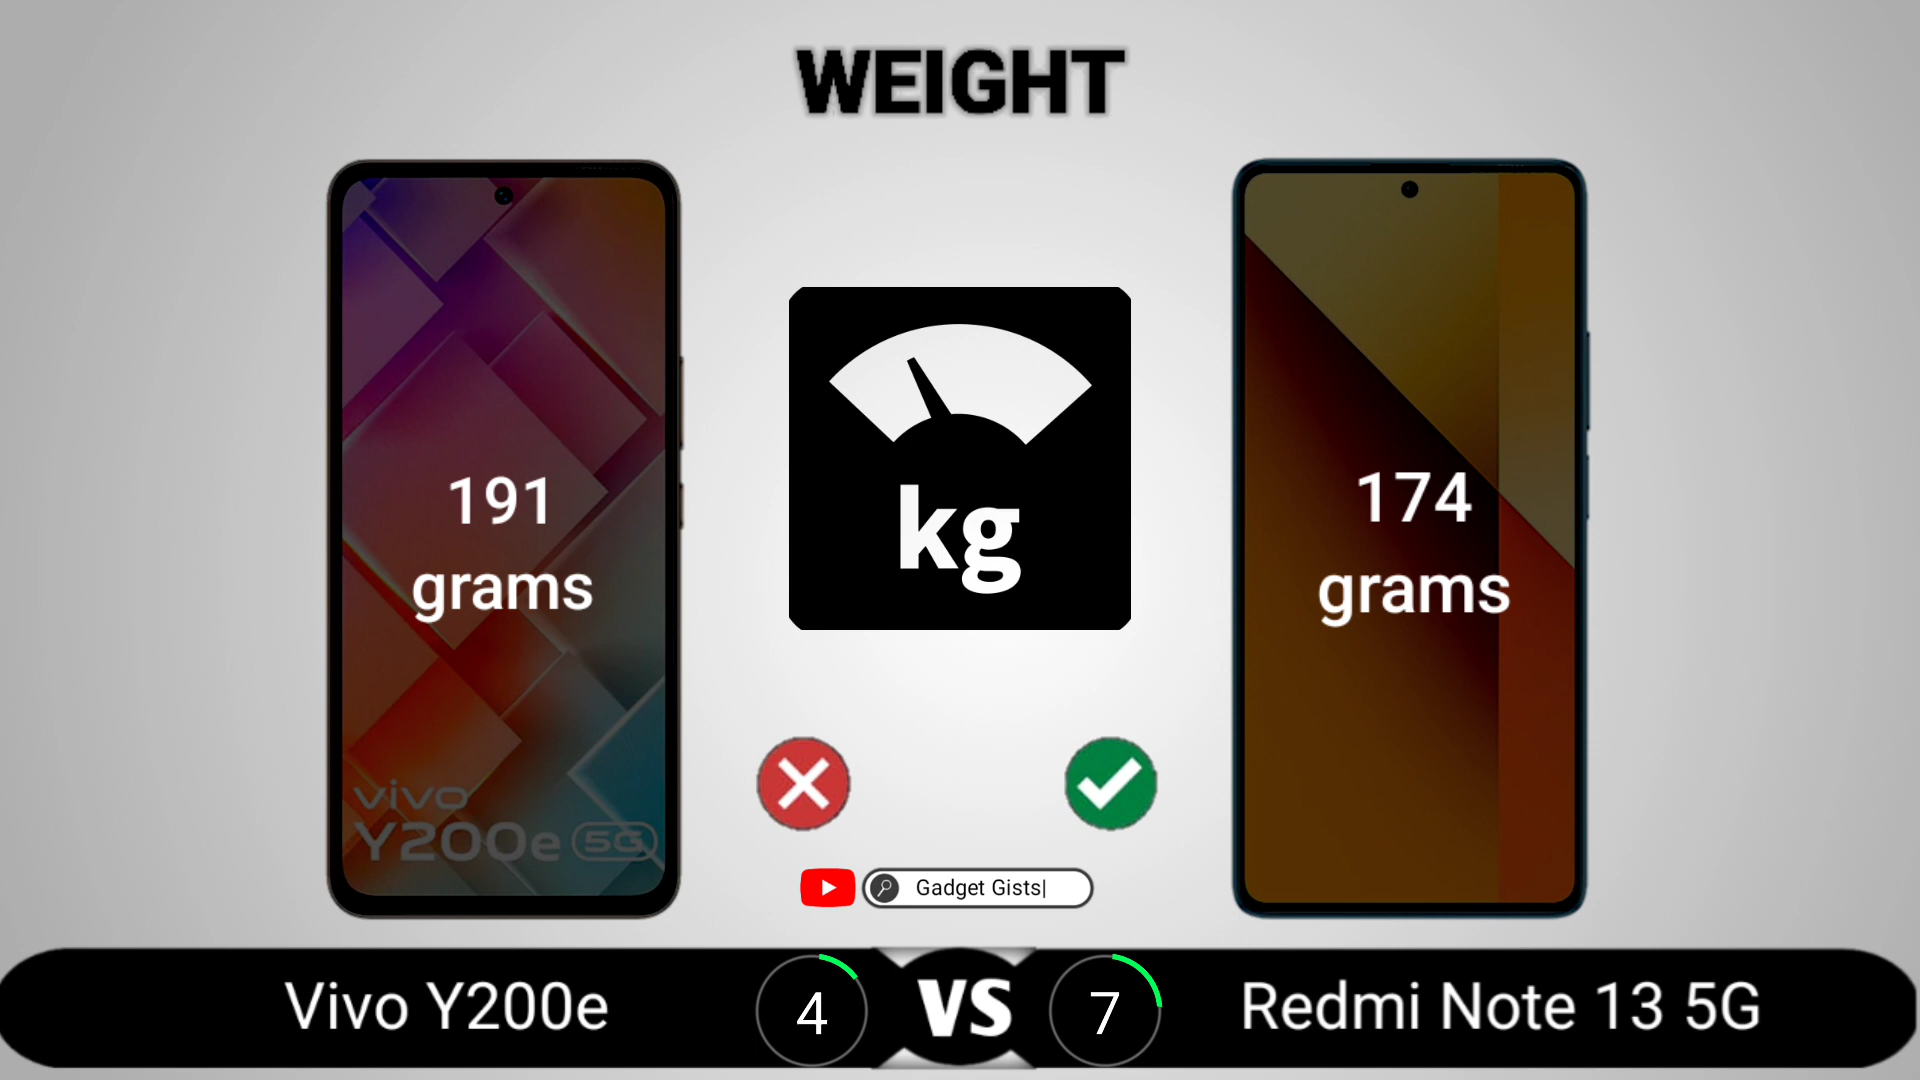 WEIGHT
191
grams
kg
174
grams
vivo
Y200e 5G
Gadget Gists|
Vivo Y200e
4
VS
7
Redmi Note 13 5G